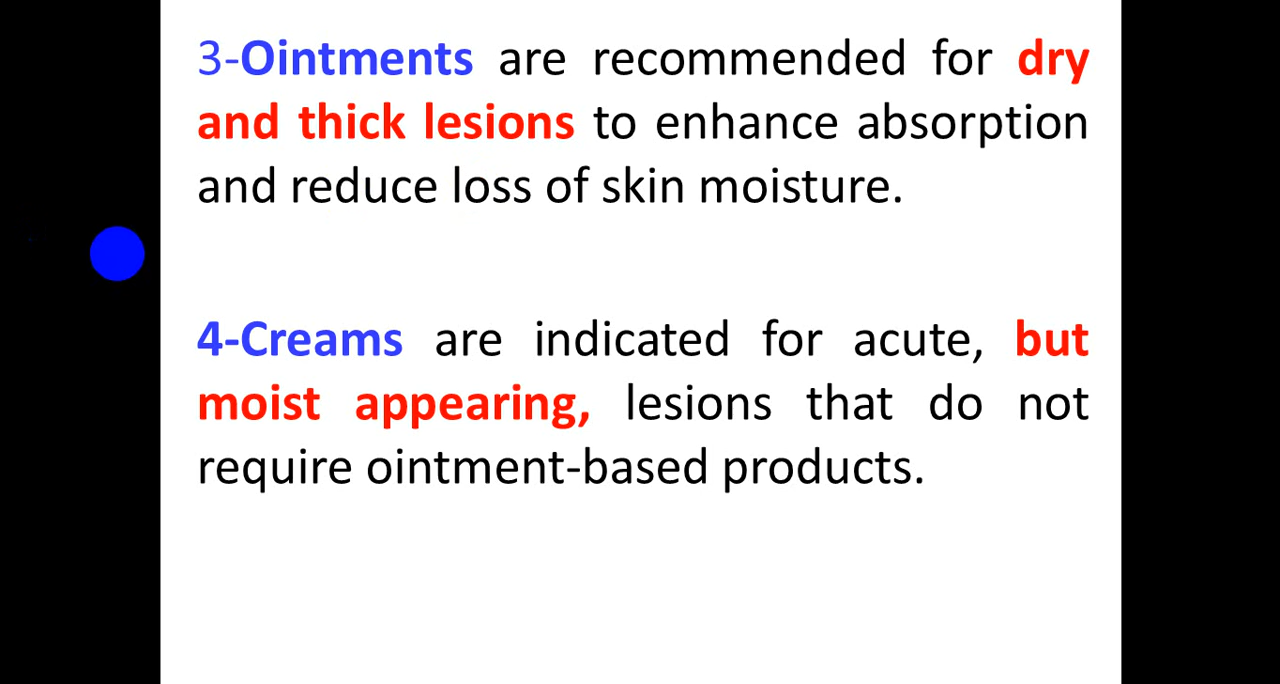 3-Ointments are recommended for dry
and thick lesions to enhance absorption
and reduce loss of skin moisture.
4-Creams are indicated for acute, but
moist appearing, lesions that do not
require ointment-based products.